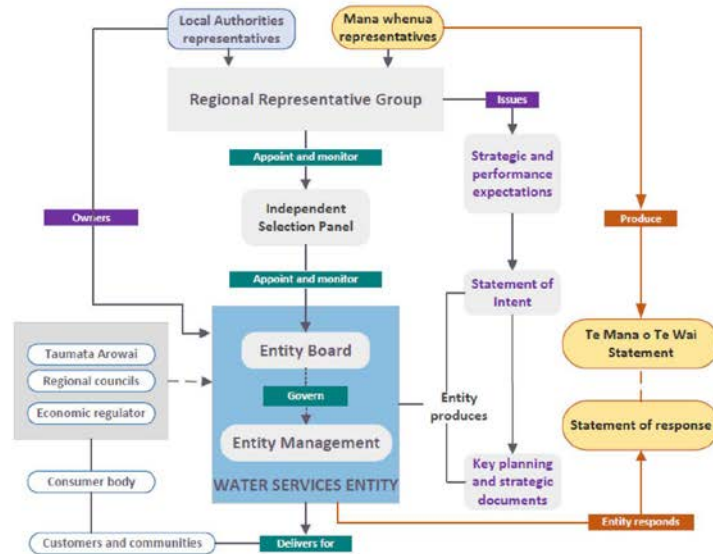 Local Authorities
representatives
Mana whenua
representatives
Regional Representative Group
Issues
Appoint and monitor
Strategic and
performance
expectations
Independent
Selection Panel
Owners
Produce
Appoint and monitor
Statement of
Intent
Entity Board
Te Mana o Te Wai
Statement
Taumata Arowai
Regional councils
Economic regulator
Govern
Entity
produces
Statement of response
Entity Management
Key planning
and strategic
documents
WATER SERVICES ENTITY
Consumer body
Entity responds
Customers and communities
Delivers for